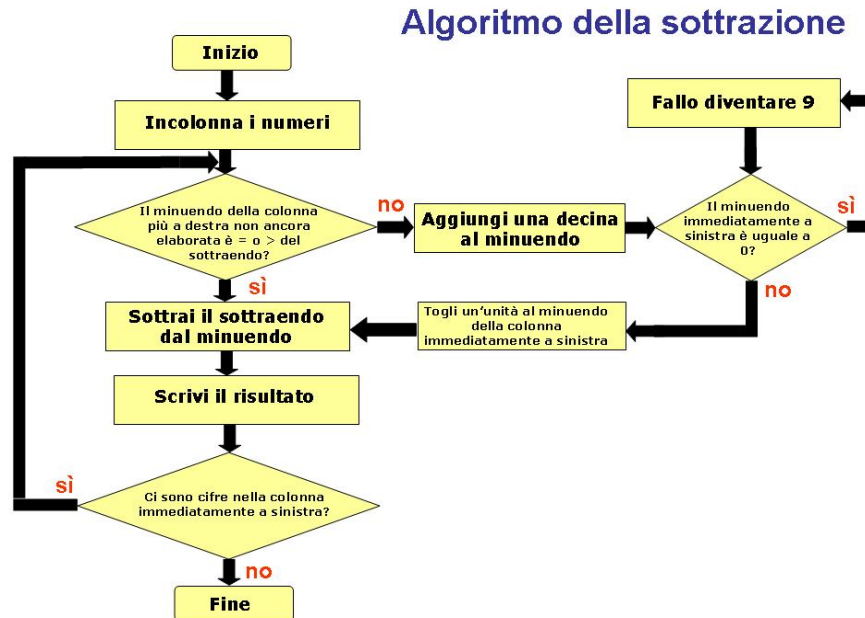 Algoritmo della sottrazione
Inizio
Incolonna i numeri
Il minuendo della colonna
più a destra non ancora
elaborata è = o > del
sottraendo?
no
Aggiungi una decina
al minuendo
Fallo diventare 9
Il minuendo
immediatamente a
sinistra è uguale a
0?
sì
no
Togli un'unità al minuendo
della colonna
immediatamente a sinistra
sì
Sottrai il sottraendo
dal minuendo
Scrivi il risultato
Ci sono cifre nella colonna
immediatamente a sinistra?
sì
no
Fine